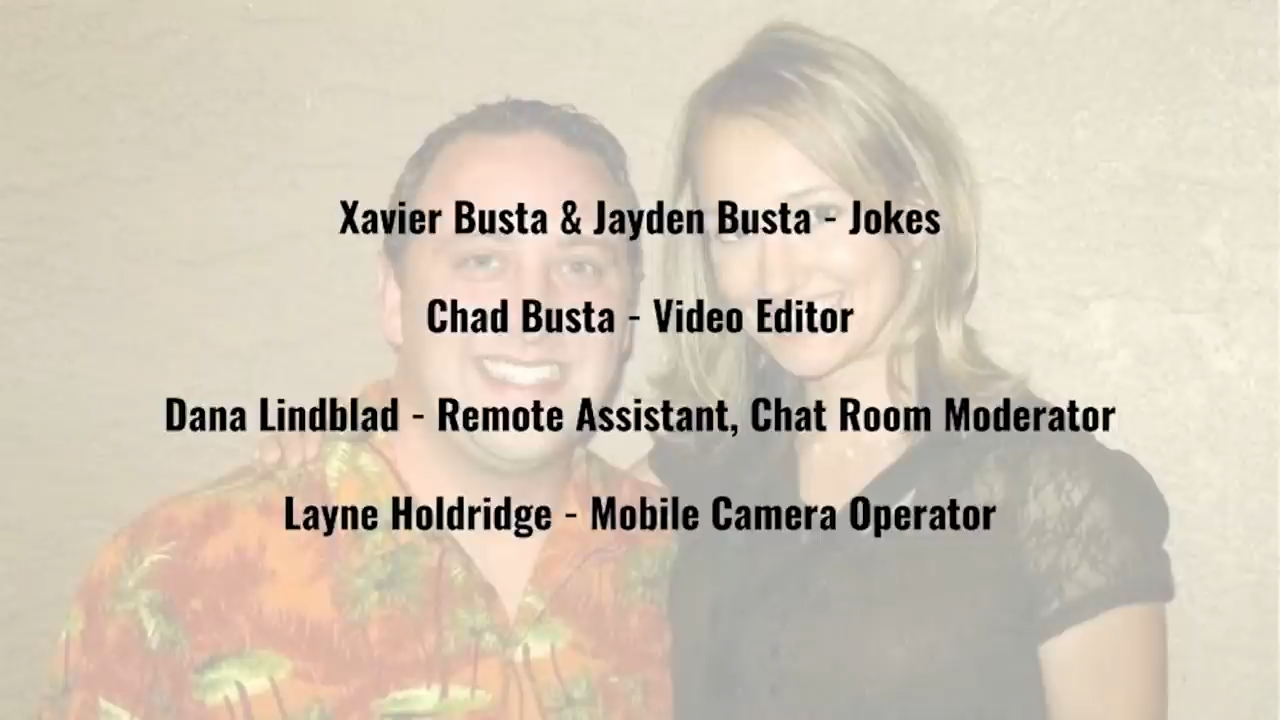 Xavier Busta & Jayden Busta - Jokes
Chad Busta - Video Editor
Dana Lindblad - Remote Assistant, Chat Room Moderator
Layne Holdridge - Mobile Camera Operator